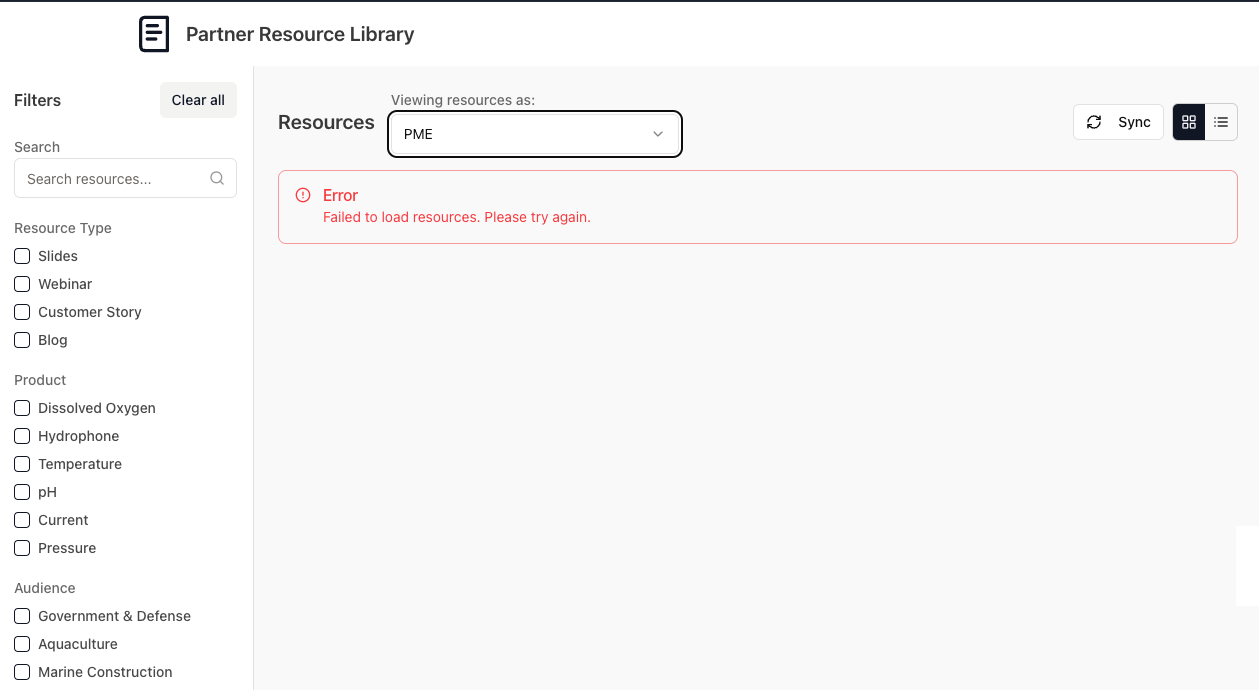 Partner Resource Library
Filters
Clear all
Search
Search resources...
Resource Type
Slides
Webinar
Customer Story
Blog
Product
Dissolved Oxygen
Hydrophone
Temperature
pH
Current
Pressure
Audience
Government & Defense
Aquaculture
Marine Construction
Resources
Viewing resources as:
PME
Sync
Error
Failed to load resources. Please try again.